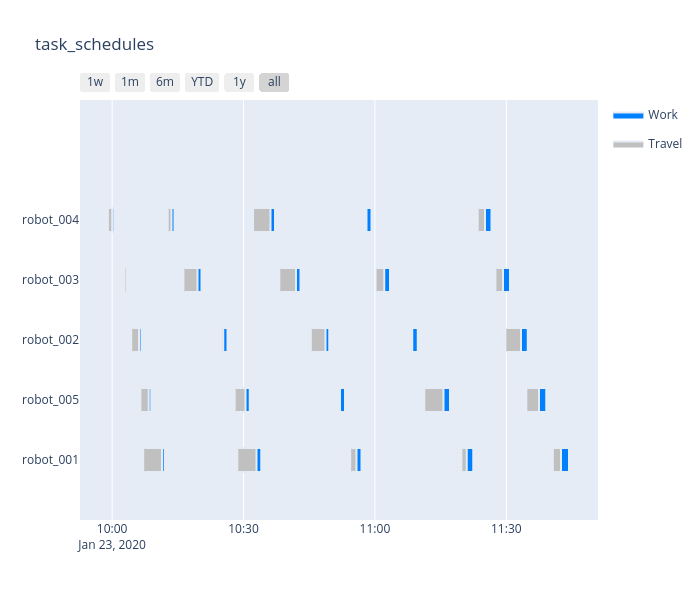 task_schedules
1w 1m 6m YTD 1y all
Work
Travel
robot_004
robot_003
robot_002
robot_005
robot_001
10:00 10:30 11:00 11:30
Jan 23, 2020